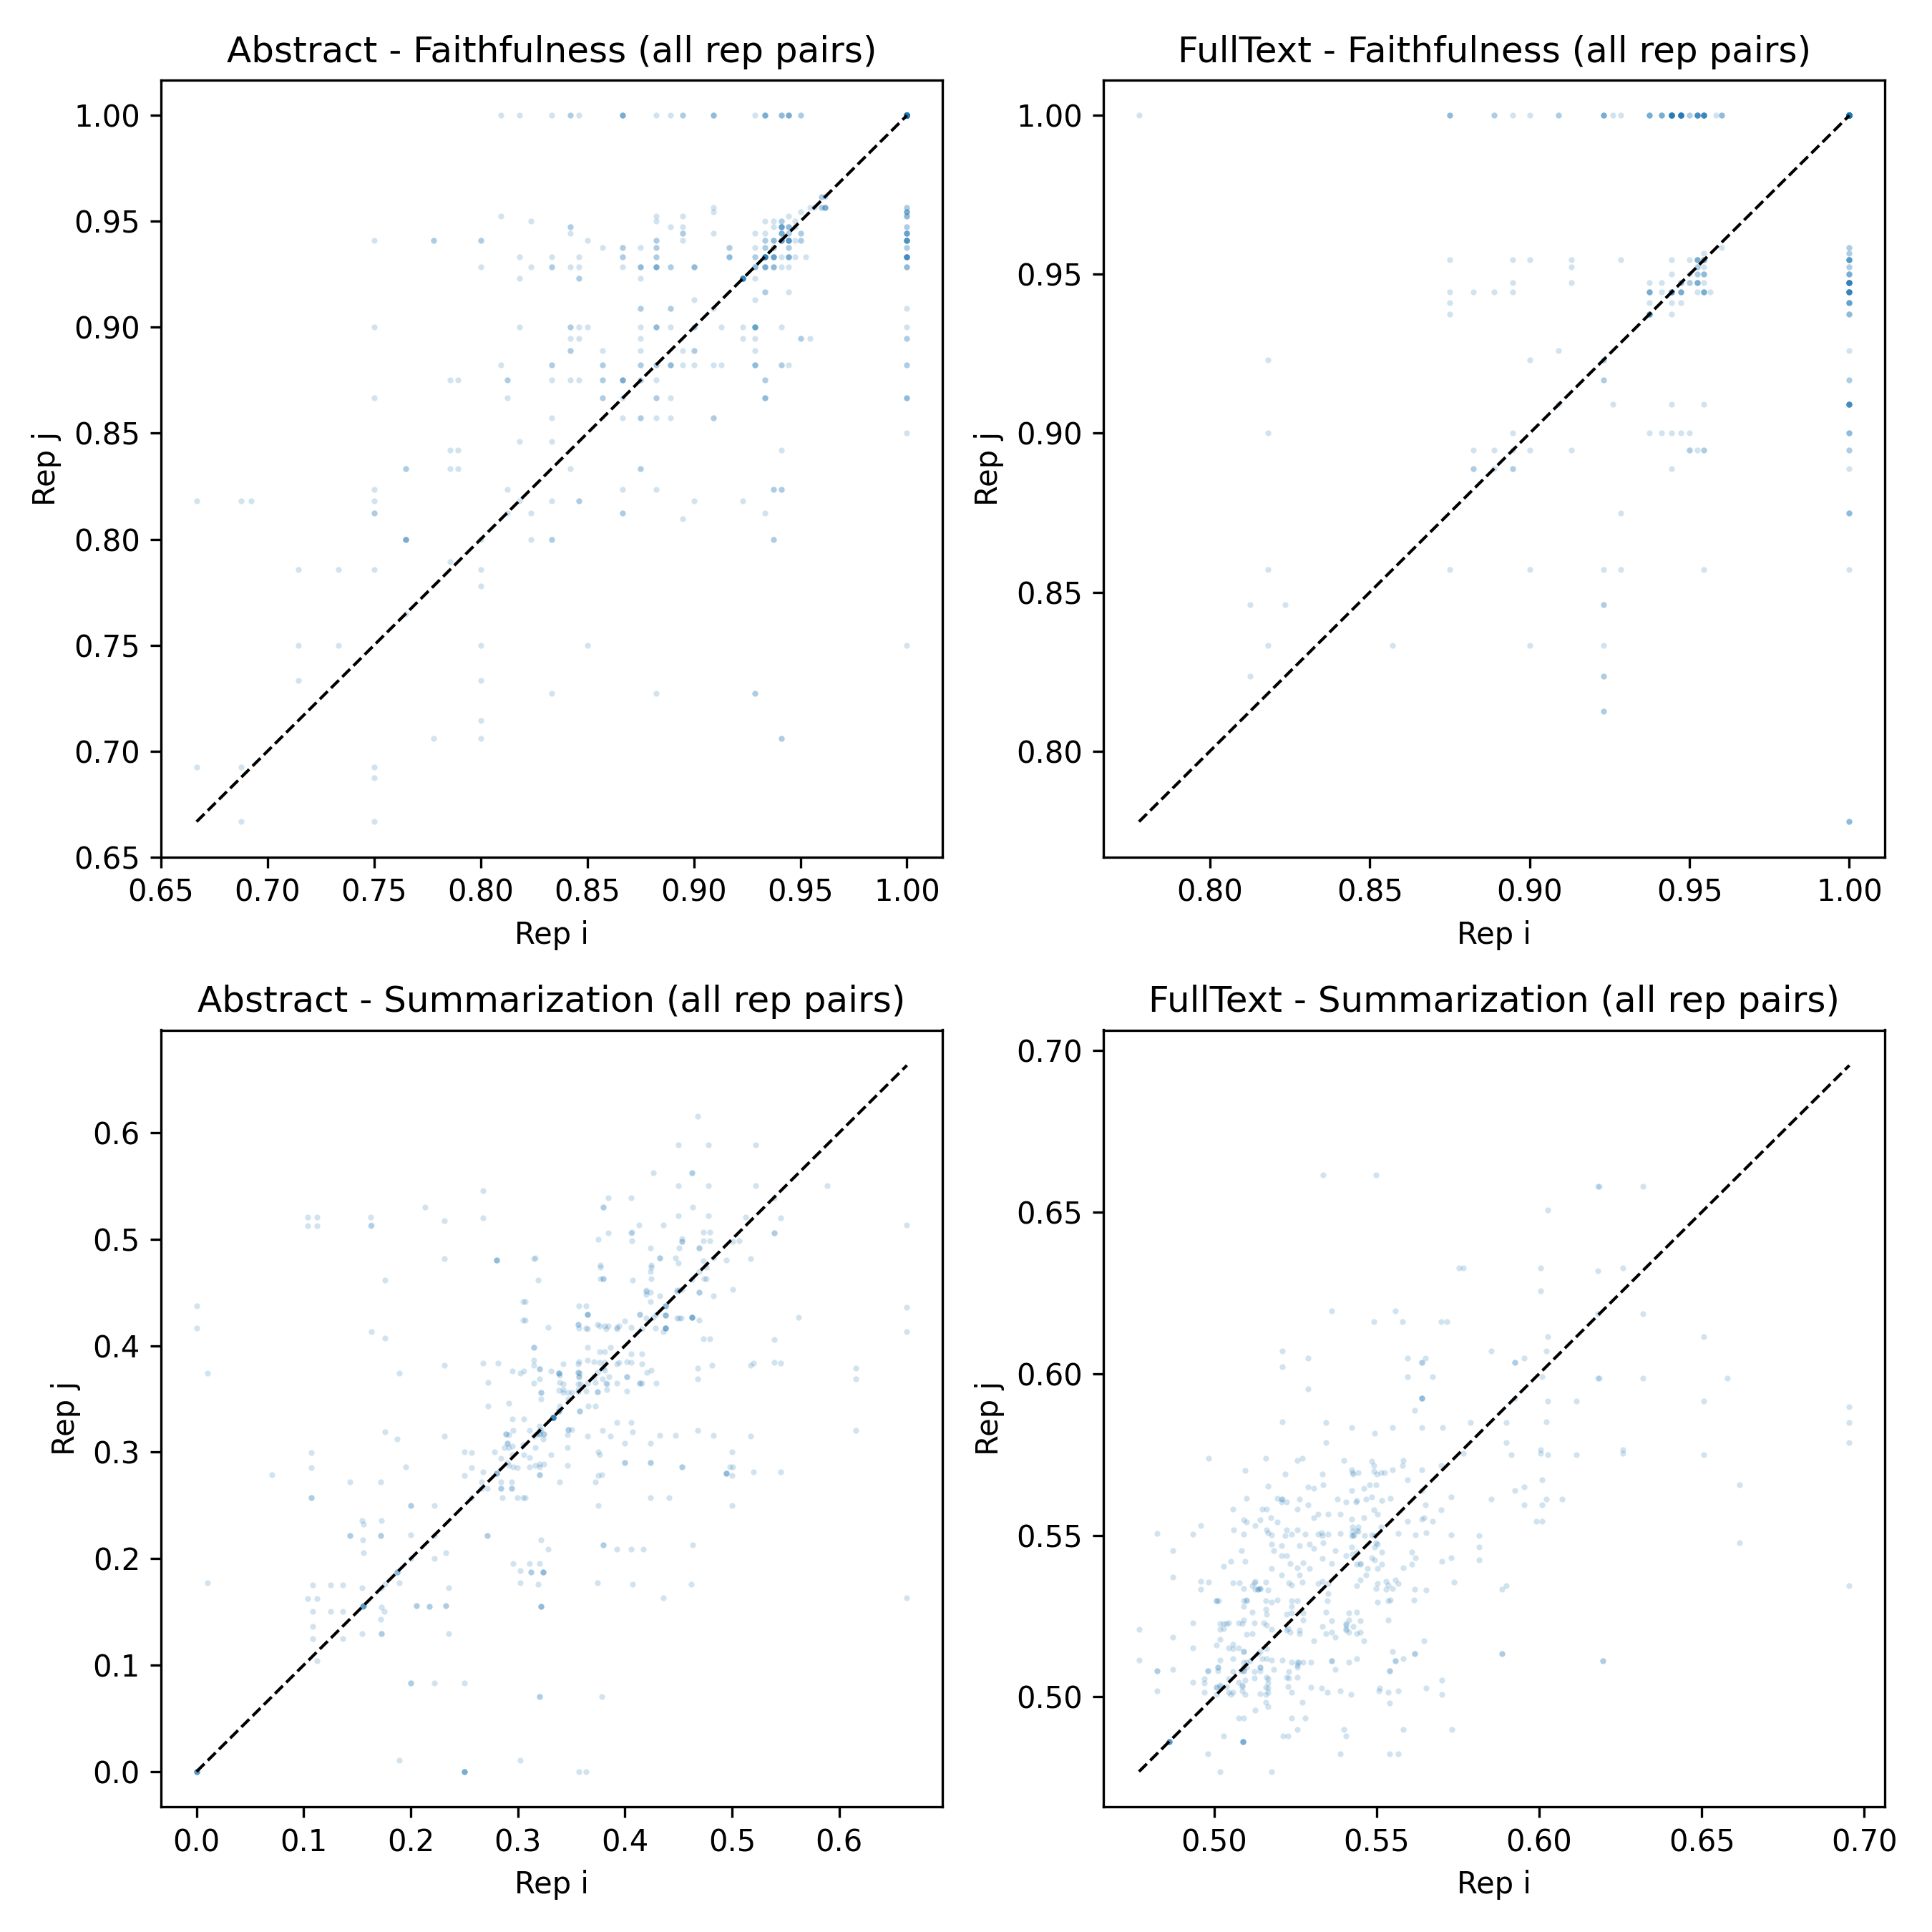 Abstract - Faithfulness (all rep pairs)
1.00
0.95
0.90
0.85
0.80
0.75
0.70
0.65
Rep j
0.65 0.70 0.75 0.80 0.85 0.90 0.95 1.00
Rep i
FullText - Faithfulness (all rep pairs)
1.00
0.95
0.90
0.85
0.80
Rep j
0.80 0.85 0.90 0.95 1.00
Rep i
Abstract - Summarization (all rep pairs)
0.6
0.5
0.4
0.3
0.2
0.1
0.0
Rep j
0.0 0.1 0.2 0.3 0.4 0.5 0.6
Rep i
FullText - Summarization (all rep pairs)
0.70
0.65
0.60
0.55
0.50
Rep j
0.50 0.55 0.60 0.65 0.70
Rep i